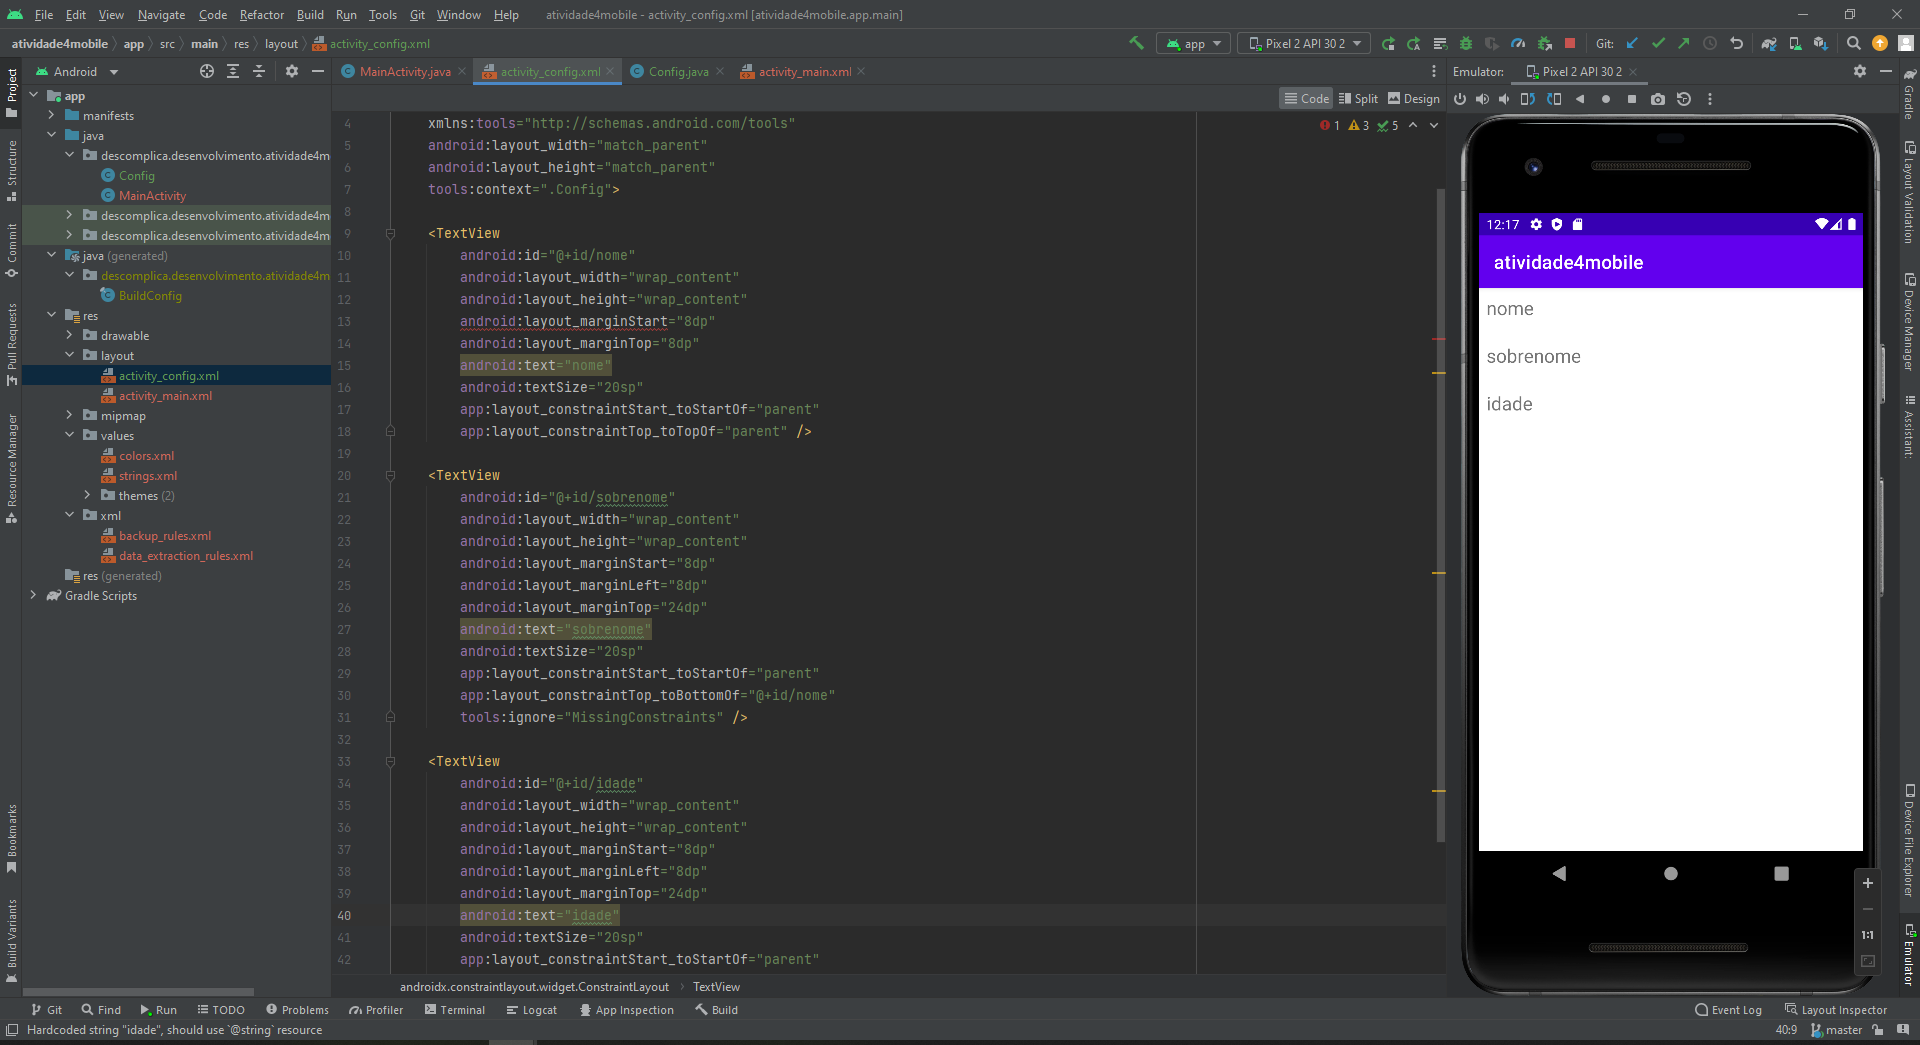 File Edit View Navigate Code Refactor Build Run Tools Git Window Help atividade4mobile - activity_config.xml [atividade4mobile.app.main]
atividade4mobile app src main res layout activity_config.xml app Pixel 2 API 30 2 Git:
Android MainActivity.java activity_config.xml Config.java activity_main.xml Emulator: Pixel 2 API 30 2
Code Split Design
1 3 5
Project
Structure
Commit
Pull Requests
Resource Manager
Bookmarks
Build Variants
app
manifests
java
descomplica.desenvolvimento.atividade4m
Config
MainActivity
descomplica.desenvolvimento.atividade4m
descomplica.desenvolvimento.atividade4m
java (generated)
descomplica.desenvolvimento.atividade4m
BuildConfig
res
drawable
layout
activity_config.xml
activity_main.xml
mipmap
values
colors.xml
strings.xml
themes (2)
xml
backup_rules.xml
data_extraction_rules.xml
res (generated)
Gradle Scripts
4 xmlns:tools="http://schemas.android.com/tools"
5 android:layout_width="match_parent"
6 android:layout_height="match_parent"
7 tools:context=".Config">
8
9 <TextView
10 android:id="@+id/nome"
11 android:layout_width="wrap_content"
12 android:layout_height="wrap_content"
13 android:layout_marginStart="8dp"
14 android:layout_marginTop="8dp"
15 android:text="nome"
16 android:textSize="20sp"
17 app:layout_constraintStart_toStartOf="parent"
18 app:layout_constraintTop_toTopOf="parent" />
19
20 <TextView
21 android:id="@+id/sobrenome"
22 android:layout_width="wrap_content"
23 android:layout_height="wrap_content"
24 android:layout_marginStart="8dp"
25 android:layout_marginLeft="8dp"
26 android:layout_marginTop="24dp"
27 android:text="sobrenome"
28 android:textSize="20sp"
29 app:layout_constraintStart_toStartOf="parent"
30 app:layout_constraintTop_toBottomOf="@+id/nome"
31 tools:ignore="MissingConstraints" />
32
33 <TextView
34 android:id="@+id/idade"
35 android:layout_width="wrap_content"
36 android:layout_height="wrap_content"
37 android:layout_marginStart="8dp"
38 android:layout_marginLeft="8dp"
39 android:layout_marginTop="24dp"
40 android:text="idade"
41 android:textSize="20sp"
42 app:layout_constraintStart_toStartOf="parent"
androidx.constraintlayout.widget.ConstraintLayout TextView
12:17
atividade4mobile
nome
sobrenome
idade
1:1
Gradle
Layout Validation
Device Manager
Assistant:
Device File Explorer
Emulator
Git Find Run TODO Problems Profiler Terminal Logcat App Inspection Build Event Log Layout Inspector
Hardcoded string "idade", should use `@string` resource 40:9 master